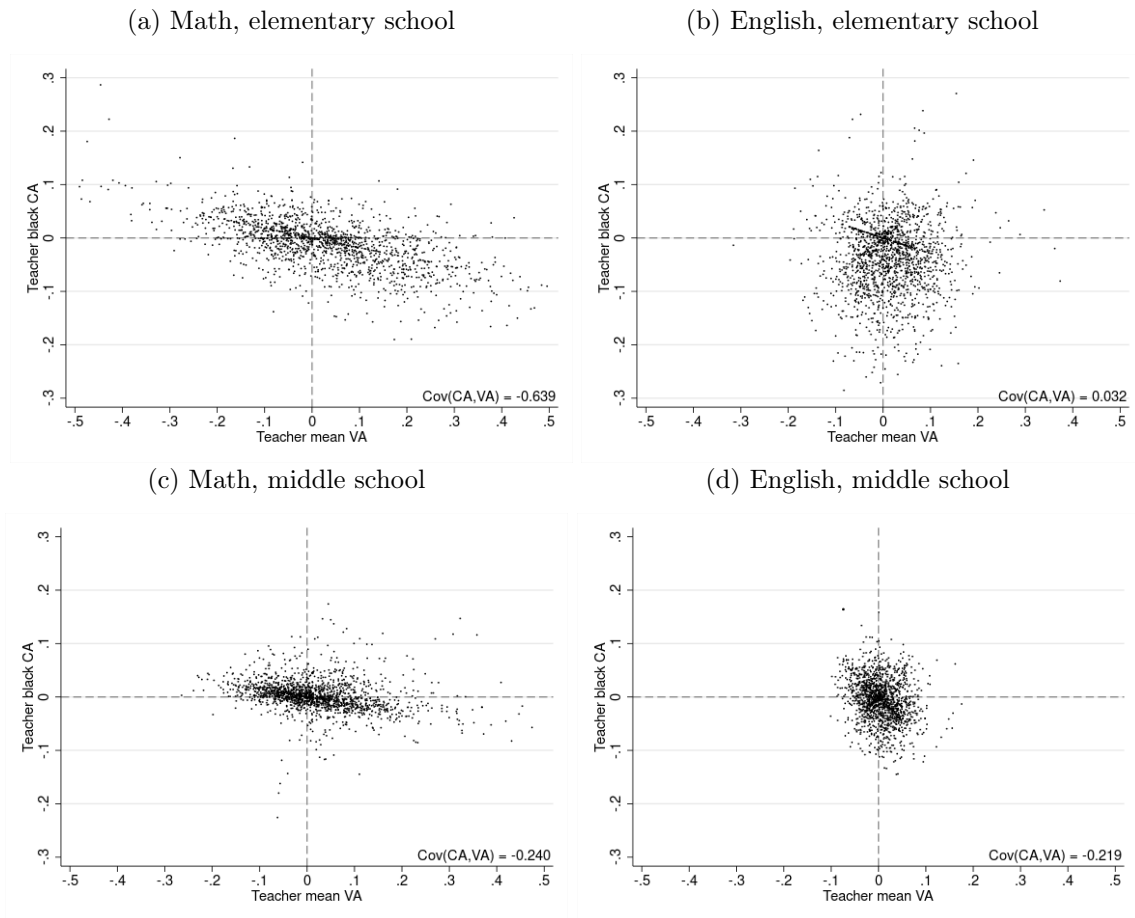 (a) Math, elementary school
(b) English, elementary school
Teacher black CA
.3
.2
.1
0
-.1
-.2
-.3
Cov(CA,VA) = -0.639
-.5 -.4 -.3 -.2 -.1 0 .1 .2 .3 .4 .5
Teacher mean VA
Teacher black CA
.3
.2
.1
0
-.1
-.2
-.3
Cov(CA,VA) = 0.032
-.5 -.4 -.3 -.2 -.1 0 .1 .2 .3 .4 .5
Teacher mean VA
(c) Math, middle school
(d) English, middle school
Teacher black CA
.3
.2
.1
0
-.1
-.2
-.3
Cov(CA,VA) = -0.240
-.5 -.4 -.3 -.2 -.1 0 .1 .2 .3 .4 .5
Teacher mean VA
Teacher black CA
.3
.2
.1
0
-.1
-.2
-.3
Cov(CA,VA) = -0.219
-.5 -.4 -.3 -.2 -.1 0 .1 .2 .3 .4 .5
Teacher mean VA